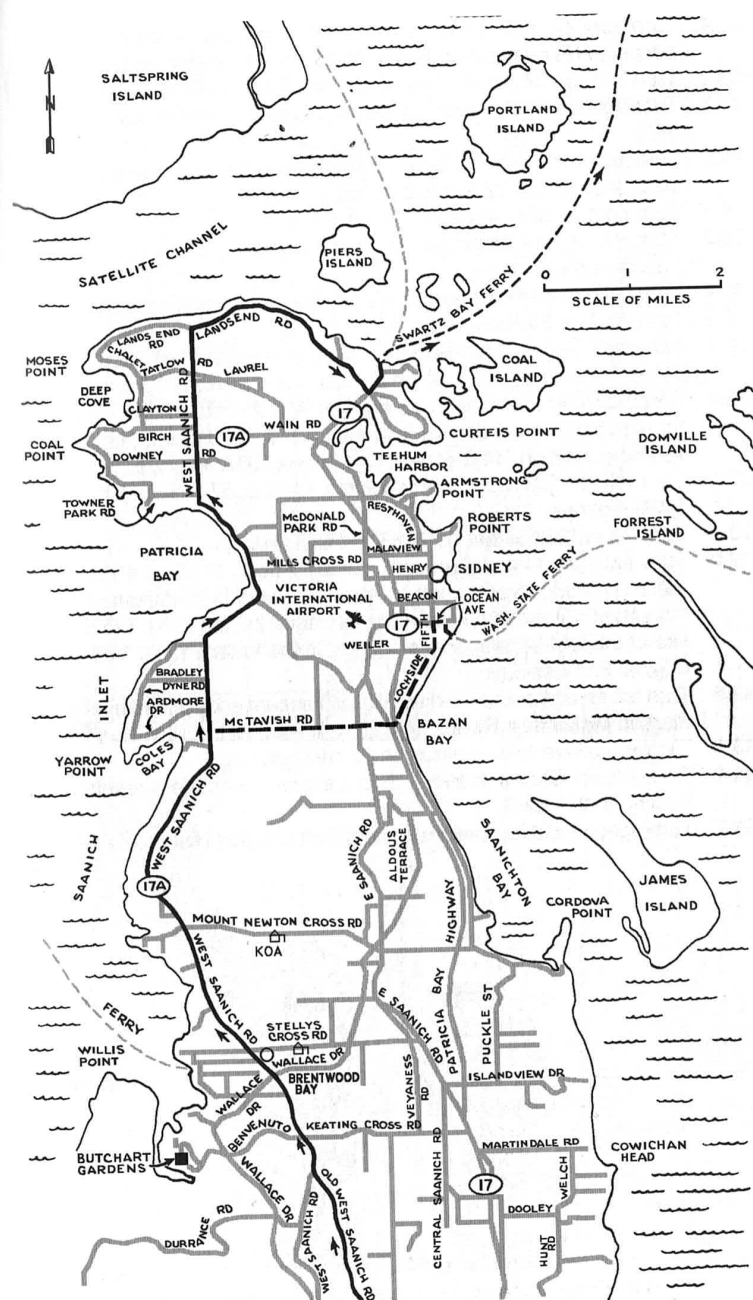 SALTSPRING
ISLAND
N
PORTLAND
ISLAND
SATELLITE CHANNEL
PIERS
ISLAND
0 1 2
SCALE OF MILES
SWARTZ BAY FERRY
LANDS END
RD
LANDSEND RD
CHALET
TATLOW RD
LAUREL
MOSES
POINT
DEEP
COVE
COAL
ISLAND
WEST SAANICH RD
CLAYTON
BIRCH
DOWNEY RD
17A
WAIN RD
17
CURTEIS POINT
COAL
POINT
DOMVILLE
ISLAND
TEEHUM
HARBOR
ARMSTRONG
POINT
TOWNER
PARK RD
McDONALD
PARK RD
RESTHAVEN
ROBERTS
POINT
FORREST
ISLAND
PATRICIA
BAY
MALAVIEW
MILLS CROSS RD
HENRY
SIDNEY
VICTORIA
INTERNATIONAL
AIRPORT
BEACON
OCEAN
AVE
WASH. STATE FERRY
17
FIFTH
WEILER
LOCHSIDE
INLET
BRADLEY
DYNE RD
ARDMORE
DR
McTAVISH RD
BAZAN
BAY
YARROW
POINT
COLES
BAY
WEST SAANICH RD
SAANICH
E SAANICH RD
ALDOUS
TERRACE
SAANICHTON
BAY
17A
JAMES
ISLAND
CORDOVA
POINT
MOUNT NEWTON CROSS RD
KOA
HIGHWAY
WEST SAANICH RD
FERRY
E SAANICH RD
PATRICIA BAY
PUCKLE ST
STELLYS
CROSS RD
WILLIS
POINT
WALLACE DR
BRENTWOOD
BAY
ISLANDVIEW DR
WALLACE
DR
VEYANESS
RD
BENVENUTO
KEATING CROSS RD
MARTINDALE RD
COWICHAN
HEAD
BUTCHART
GARDENS
WALLACE DR
17
WELCH
CENTRAL SAANICH RD
DOOLEY
DURRANCE RD
WEST SAANICH RD
WEST
OLD WEST SAANICH RD
HUNT
RD